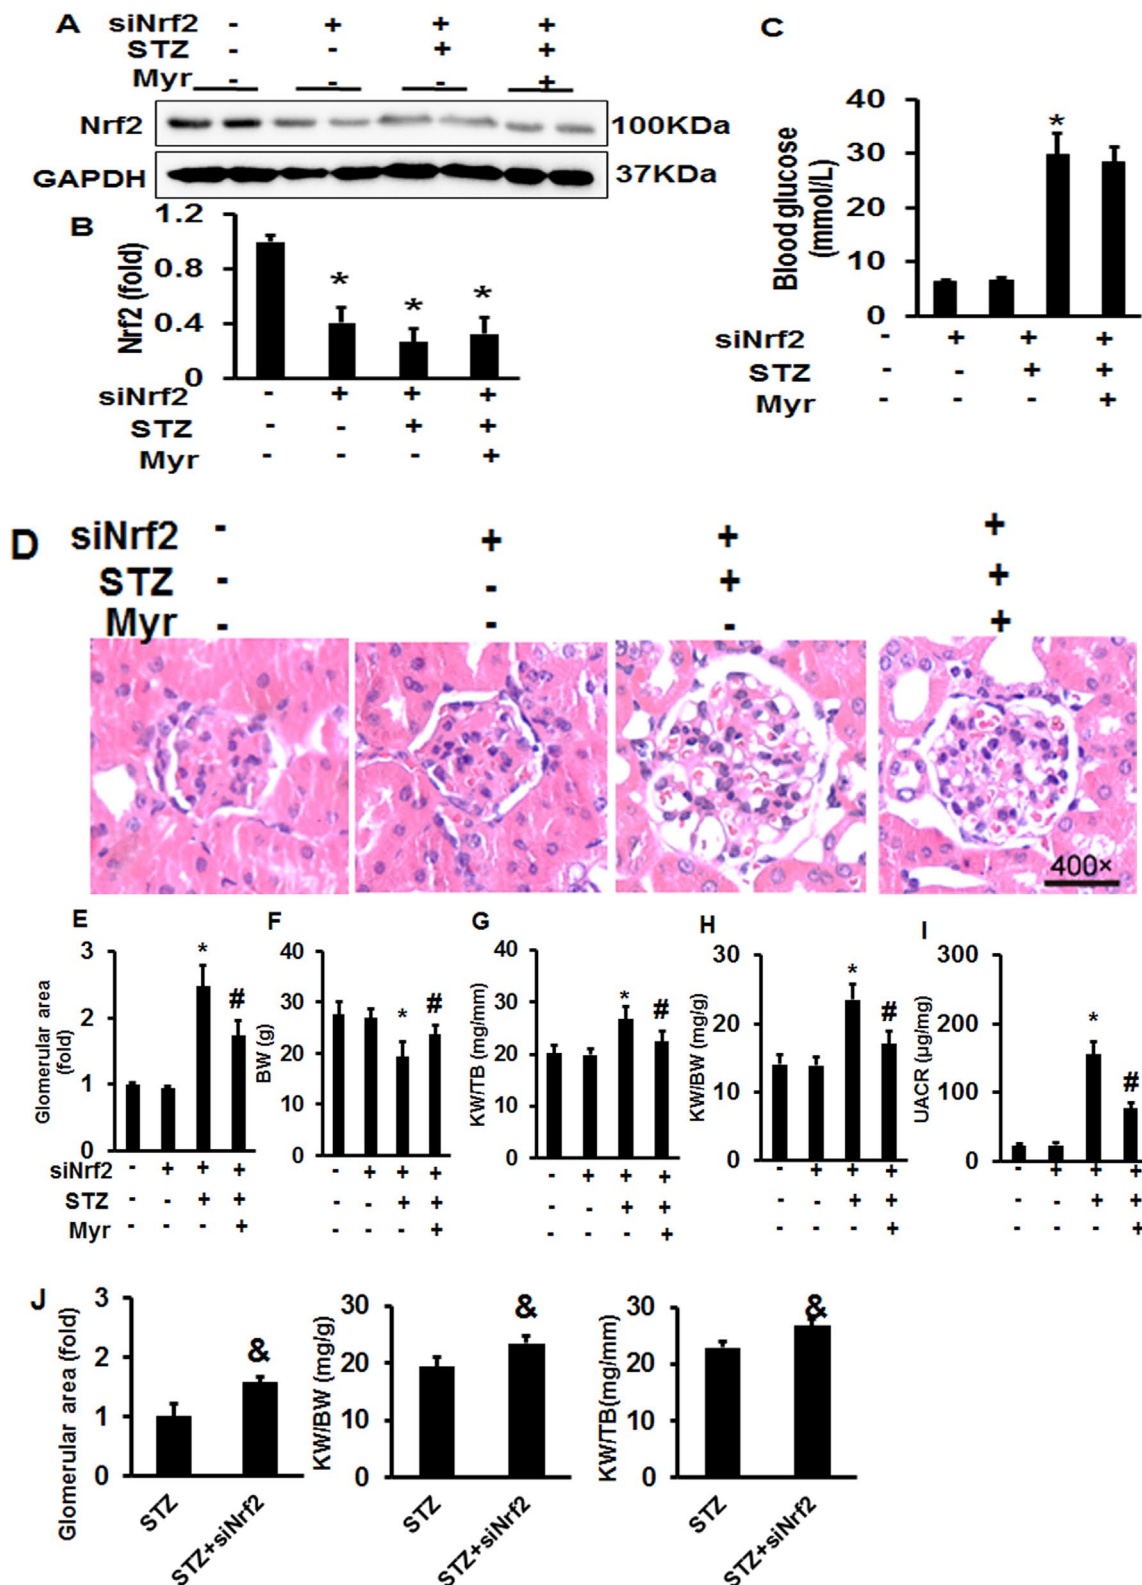 A
siNrf2 - + + +
STZ - - + +
Myr - - - +
Nrf2 100KDa
GAPDH 37KDa
B
Nrf2 (fold)
1.2
0.8
0.4
0
* * *
siNrf2 - + + +
STZ - - + +
Myr - - - +
C
Blood glucose
(mmol/L)
40
30
20
10
0
*
siNrf2 - + + +
STZ - - + +
Myr - - - +
D
siNrf2 - + + +
STZ - - + +
Myr - - - +
400×
E
Glomerular area
(fold)
3
2
1
0
* #
siNrf2 - + + +
STZ - - + +
Myr - - - +
F
BW (g)
40
30
20
10
0
* #
- + + +
- - + +
- - - +
G
KW/TB (mg/mm)
40
30
20
10
0
* #
- + + +
- - + +
- - - +
H
KW/BW (mg/g)
30
20
10
0
* #
- + + +
- - + +
- - - +
I
UACR (µg/mg)
300
200
100
0
* #
- + + +
- - + +
- - - +
J
Glomerular area (fold)
3
2
1
0
&
STZ
STZ+siNrf2
KW/BW (mg/g)
30
20
10
0
&
STZ
STZ+siNrf2
KW/TB(mg/mm)
30
20
10
0
&
STZ
STZ+siNrf2